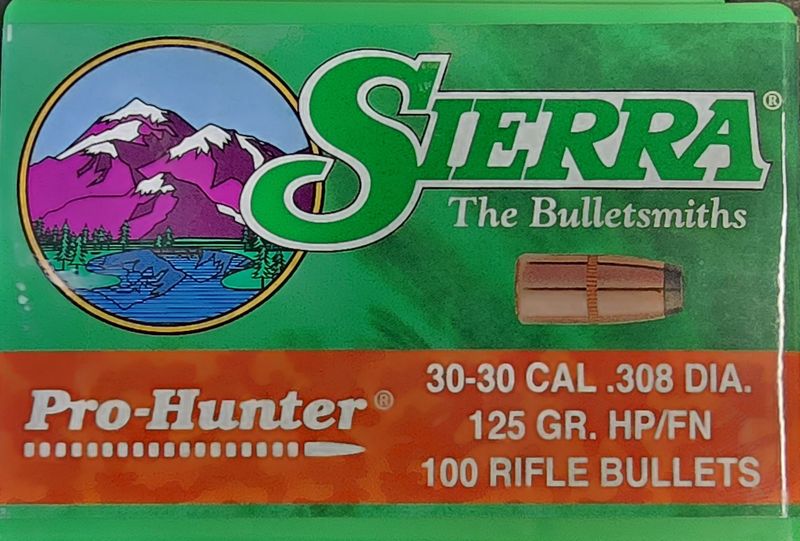 SIERRA®
The Bulletsmiths
Pro-Hunter®
30-30 CAL .308 DIA.
125 GR. HP/FN
100 RIFLE BULLETS